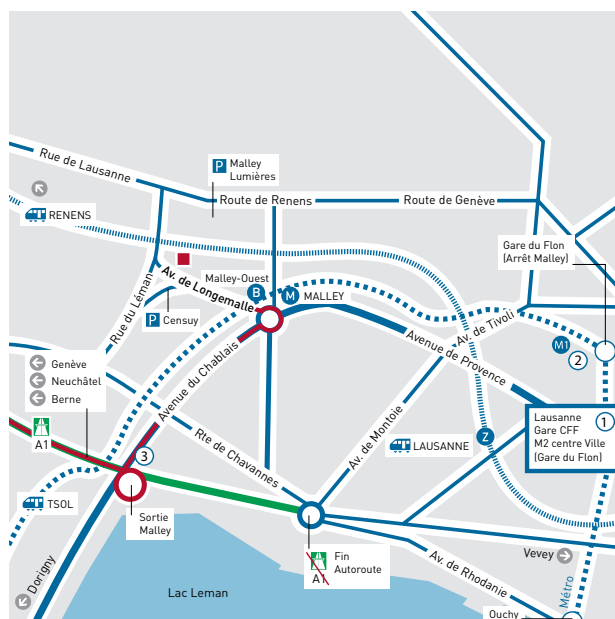 Rue de Lausanne
P Malley
Lumières
Route de Renens
Route de Genève
RENENS
Gare du Flon
(Arrêt Malley)
Malley-Ouest
Av. de Longemalle
B
M MALLEY
Rue du Léman
P Censuy
Av. de Tivoli
Avenue de Provence
M1
2
Genève
Neuchâtel
Berne
Avenue du Chablais
A1
Rte de Chavannes
Av. de Montoie
LAUSANNE
Z
Lausanne
Gare CFF
M2 centre Ville
(Gare du Flon)
1
3
TSOL
Sortie
Malley
Fin
Autoroute
A1
Vevey
Av. de Rhodanie
Dorigny
Lac Leman
Métro
Ouchy